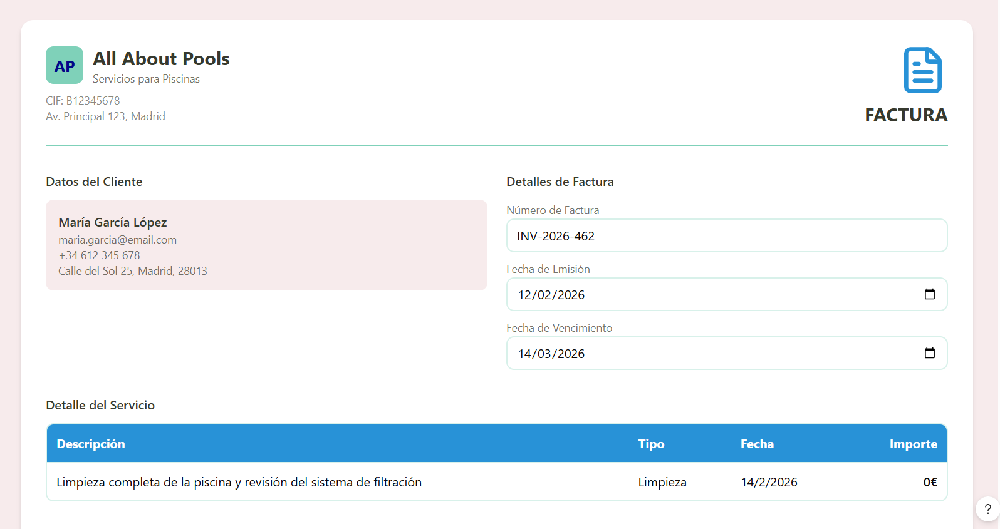 AP
All About Pools
Servicios para Piscinas
CIF: B12345678
Av. Principal 123, Madrid
FACTURA
Datos del Cliente
María García López
maria.garcia@email.com
+34 612 345 678
Calle del Sol 25, Madrid, 28013
Detalles de Factura
Número de Factura
INV-2026-462
Fecha de Emisión
12/02/2026
Fecha de Vencimiento
14/03/2026
Detalle del Servicio
Descripción Tipo Fecha Importe
Limpieza completa de la piscina y revisión del sistema de filtración Limpieza 14/2/2026 0€
?